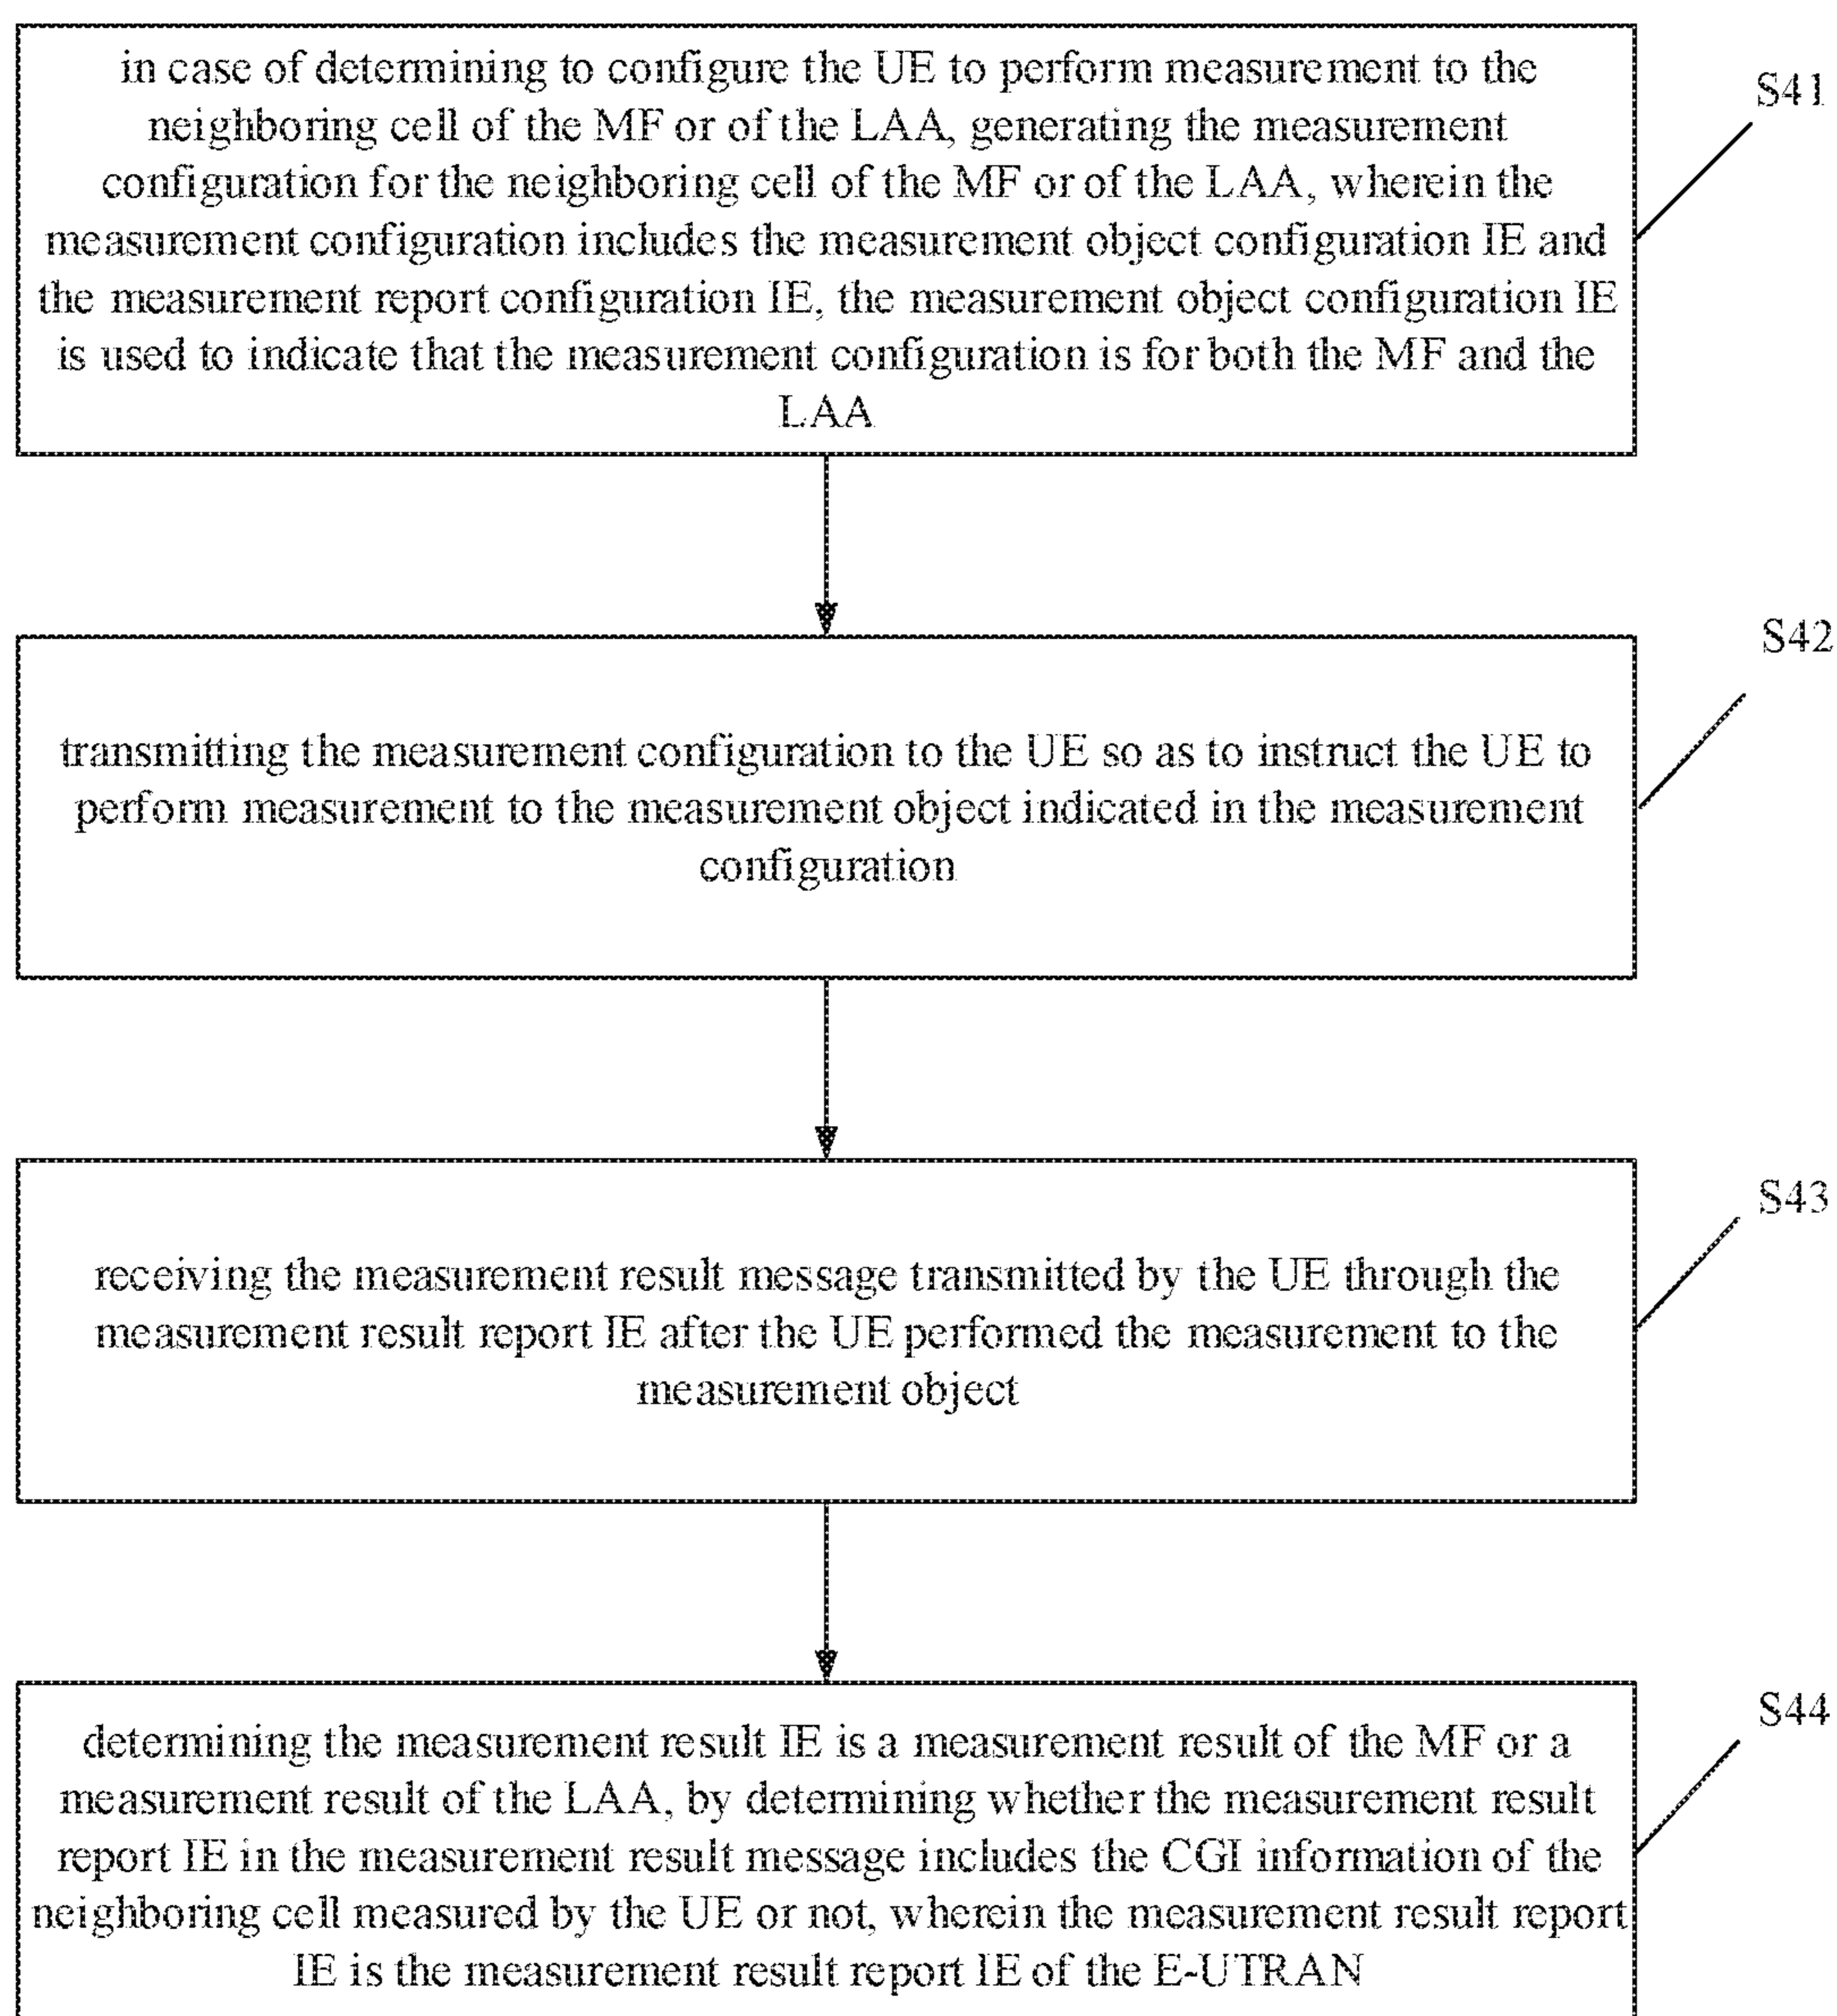 in case of determining to configure the UE to perform measurement to the
neighboring cell of the MF or of the LAA, generating the measurement
configuration for the neighboring cell of the MF or of the LAA, wherein the
measurement configuration includes the measurement object configuration IE and
the measurement report configuration IE, the measurement object configuration IE
is used to indicate that the measurement configuration is for both the MF and the
LAA
S41
transmitting the measurement configuration to the UE so as to instruct the UE to
perform measurement to the measurement object indicated in the measurement
configuration
S42
receiving the measurement result message transmitted by the UE through the
measurement result report IE after the UE performed the measurement to the
measurement object
S43
determining the measurement result IE is a measurement result of the MF or a
measurement result of the LAA, by determining whether the measurement result
report IE in the measurement result message includes the CGI information of the
neighboring cell measured by the UE or not, wherein the measurement result report
IE is the measurement result report IE of the E-UTRAN
S44